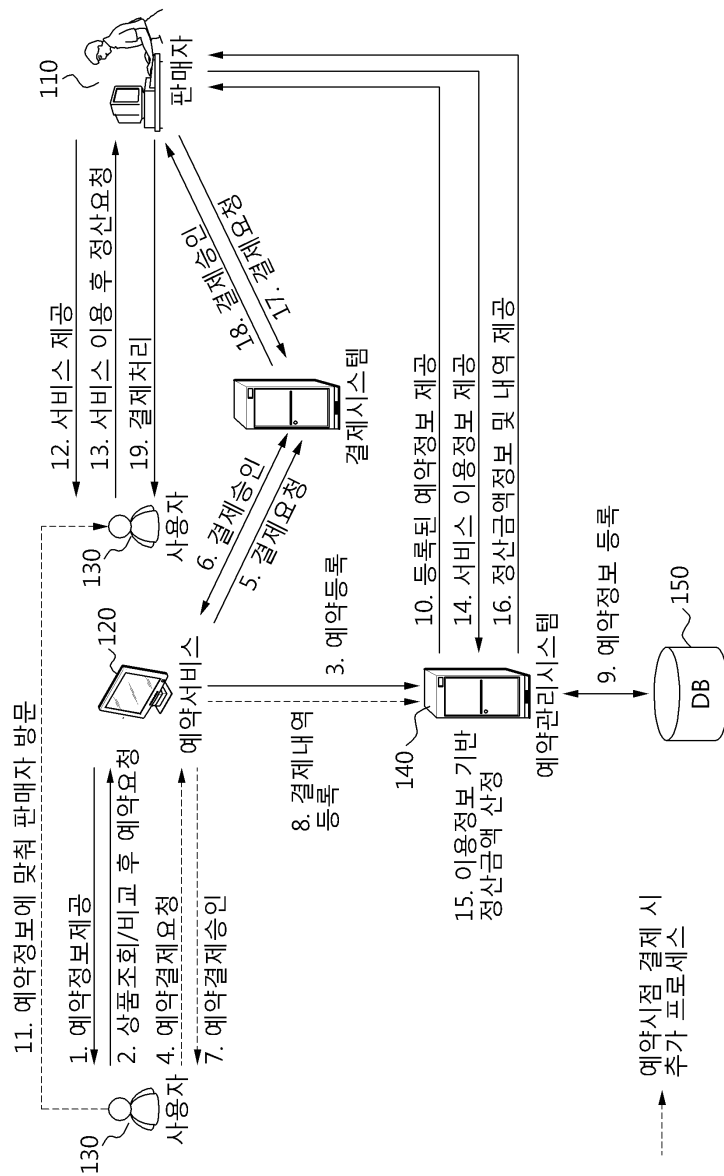 11. 예약정보에 맞춰 판매자 방문
130
사용자
1. 예약정보제공
2. 상품조회/비교 후 예약요청
4. 예약결제요청
7. 예약결제승인
120
예약서비스
130
사용자
12. 서비스 제공
13. 서비스 이용 후 정산요청
19. 결제처리
110
판매자
6. 결제승인
5. 결제요청
결제시스템
18. 결제승인
17. 결제요청
8. 결제내역
등록
3. 예약등록
140
15. 이용정보 기반
정산금액 산정
예약관리시스템
10. 등록된 예약정보 제공
14. 서비스 이용정보 제공
16. 정산금액정보 및 내역 제공
9. 예약정보 등록
150
DB
예약시점 결제 시
추가 프로세스